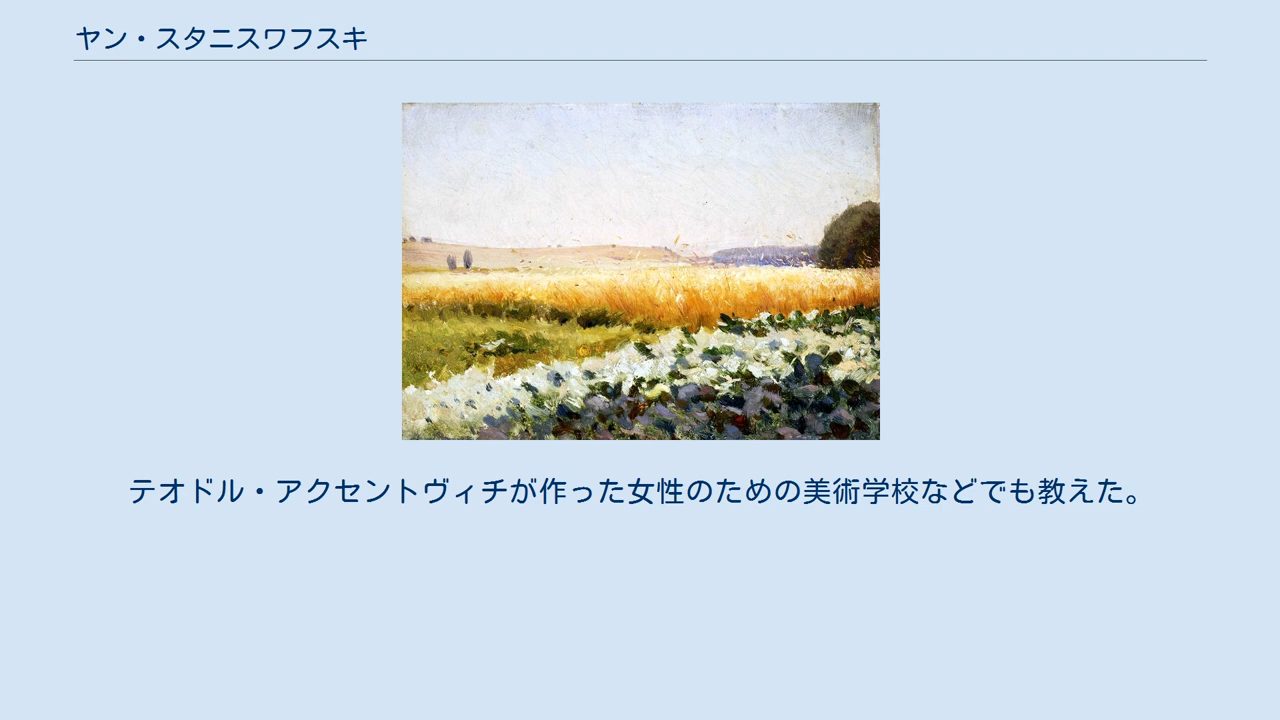 ヤン・スタニスワフスキ
テオドル・アクセントヴィチが作った女性のための美術学校などでも教えた。